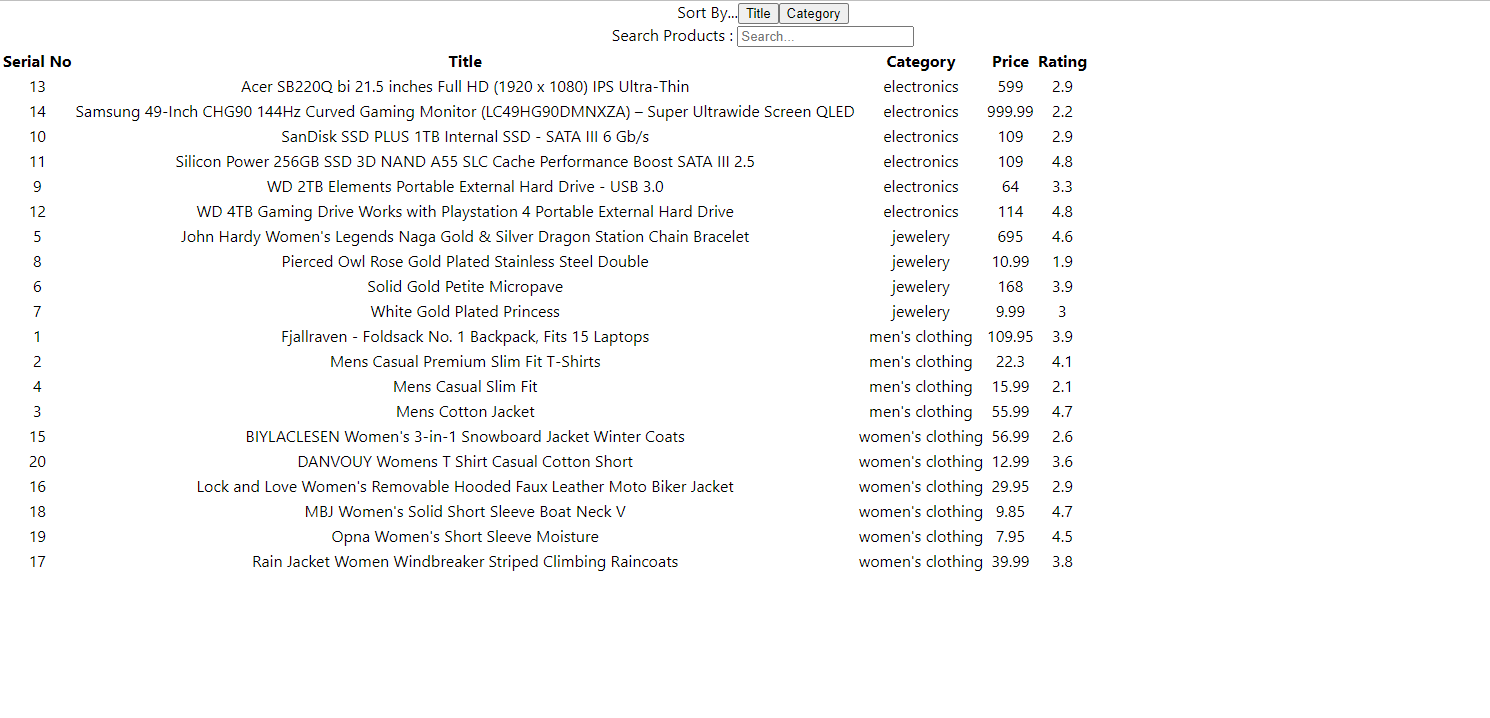 Sort By... Title Category
Search Products : Search...
Serial No Title Category Price Rating
13 Acer SB220Q bi 21.5 inches Full HD (1920 x 1080) IPS Ultra-Thin electronics 599 2.9
14 Samsung 49-Inch CHG90 144Hz Curved Gaming Monitor (LC49HG90DMNXZA) – Super Ultrawide Screen QLED electronics 999.99 2.2
10 SanDisk SSD PLUS 1TB Internal SSD - SATA III 6 Gb/s electronics 109 2.9
11 Silicon Power 256GB SSD 3D NAND A55 SLC Cache Performance Boost SATA III 2.5 electronics 109 4.8
9 WD 2TB Elements Portable External Hard Drive - USB 3.0 electronics 64 3.3
12 WD 4TB Gaming Drive Works with Playstation 4 Portable External Hard Drive electronics 114 4.8
5 John Hardy Women's Legends Naga Gold & Silver Dragon Station Chain Bracelet jewelery 695 4.6
8 Pierced Owl Rose Gold Plated Stainless Steel Double jewelery 10.99 1.9
6 Solid Gold Petite Micropave jewelery 168 3.9
7 White Gold Plated Princess jewelery 9.99 3
1 Fjallraven - Foldsack No. 1 Backpack, Fits 15 Laptops men's clothing 109.95 3.9
2 Mens Casual Premium Slim Fit T-Shirts men's clothing 22.3 4.1
4 Mens Casual Slim Fit men's clothing 15.99 2.1
3 Mens Cotton Jacket men's clothing 55.99 4.7
15 BIYLACLESEN Women's 3-in-1 Snowboard Jacket Winter Coats women's clothing 56.99 2.6
20 DANVOUY Womens T Shirt Casual Cotton Short women's clothing 12.99 3.6
16 Lock and Love Women's Removable Hooded Faux Leather Moto Biker Jacket women's clothing 29.95 2.9
18 MBJ Women's Solid Short Sleeve Boat Neck V women's clothing 9.85 4.7
19 Opna Women's Short Sleeve Moisture women's clothing 7.95 4.5
17 Rain Jacket Women Windbreaker Striped Climbing Raincoats women's clothing 39.99 3.8